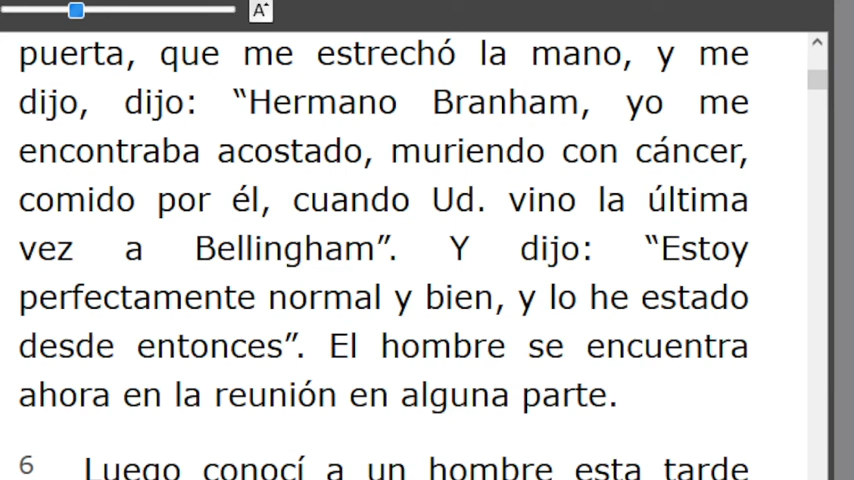 A
puerta, que me estrechó la mano, y me
dijo, dijo: “Hermano Branham, yo me
encontraba acostado, muriendo con cáncer,
comido por él, cuando Ud. vino la última
vez a Bellingham”. Y dijo: “Estoy
perfectamente normal y bien, y lo he estado
desde entonces”. El hombre se encuentra
ahora en la reunión en alguna parte.
6 Luego conocí a un hombre esta tarde